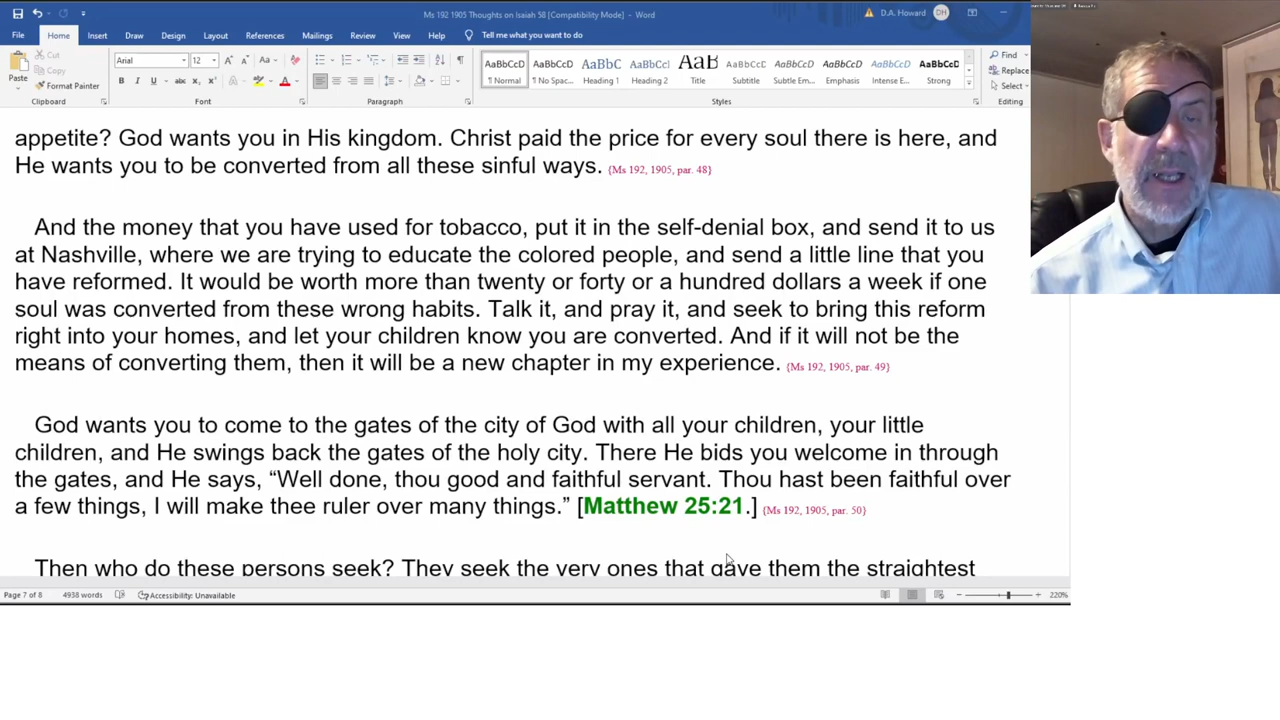 Ms 192 1905 Thoughts on Isaiah 58 [Compatibility Mode] - Word
D.A. Howard DH
File Home Insert Draw Design Layout References Mailings Review View Help Tell me what you want to do
Paste
Cut
Copy
Format Painter
Clipboard
Arial 12
Font
Paragraph
AaBbCcD AaBbCcD AaBbC AaBbCcC AaB AaBbCcD AaBbCcD AaBbCcD AaBbCcD AaBbCcD
¶ Normal ¶ No Spac... Heading 1 Heading 2 Title Subtitle Subtle Em... Emphasis Intense E... Strong
Styles
Find
Replace
Select
Editing
appetite? God wants you in His kingdom. Christ paid the price for every soul there is here, and
He wants you to be converted from all these sinful ways. {Ms 192, 1905, par. 48}
And the money that you have used for tobacco, put it in the self-denial box, and send it to us
at Nashville, where we are trying to educate the colored people, and send a little line that you
have reformed. It would be worth more than twenty or forty or a hundred dollars a week if one
soul was converted from these wrong habits. Talk it, and pray it, and seek to bring this reform
right into your homes, and let your children know you are converted. And if it will not be the
means of converting them, then it will be a new chapter in my experience. {Ms 192, 1905, par. 49}
God wants you to come to the gates of the city of God with all your children, your little
children, and He swings back the gates of the holy city. There He bids you welcome in through
the gates, and He says, “Well done, thou good and faithful servant. Thou hast been faithful over
a few things, I will make thee ruler over many things.” [Matthew 25:21.] {Ms 192, 1905, par. 50}
Then who do these persons seek? They seek the very ones that gave them the straightest
Page 7 of 8 4938 words Accessibility: Unavailable 220%